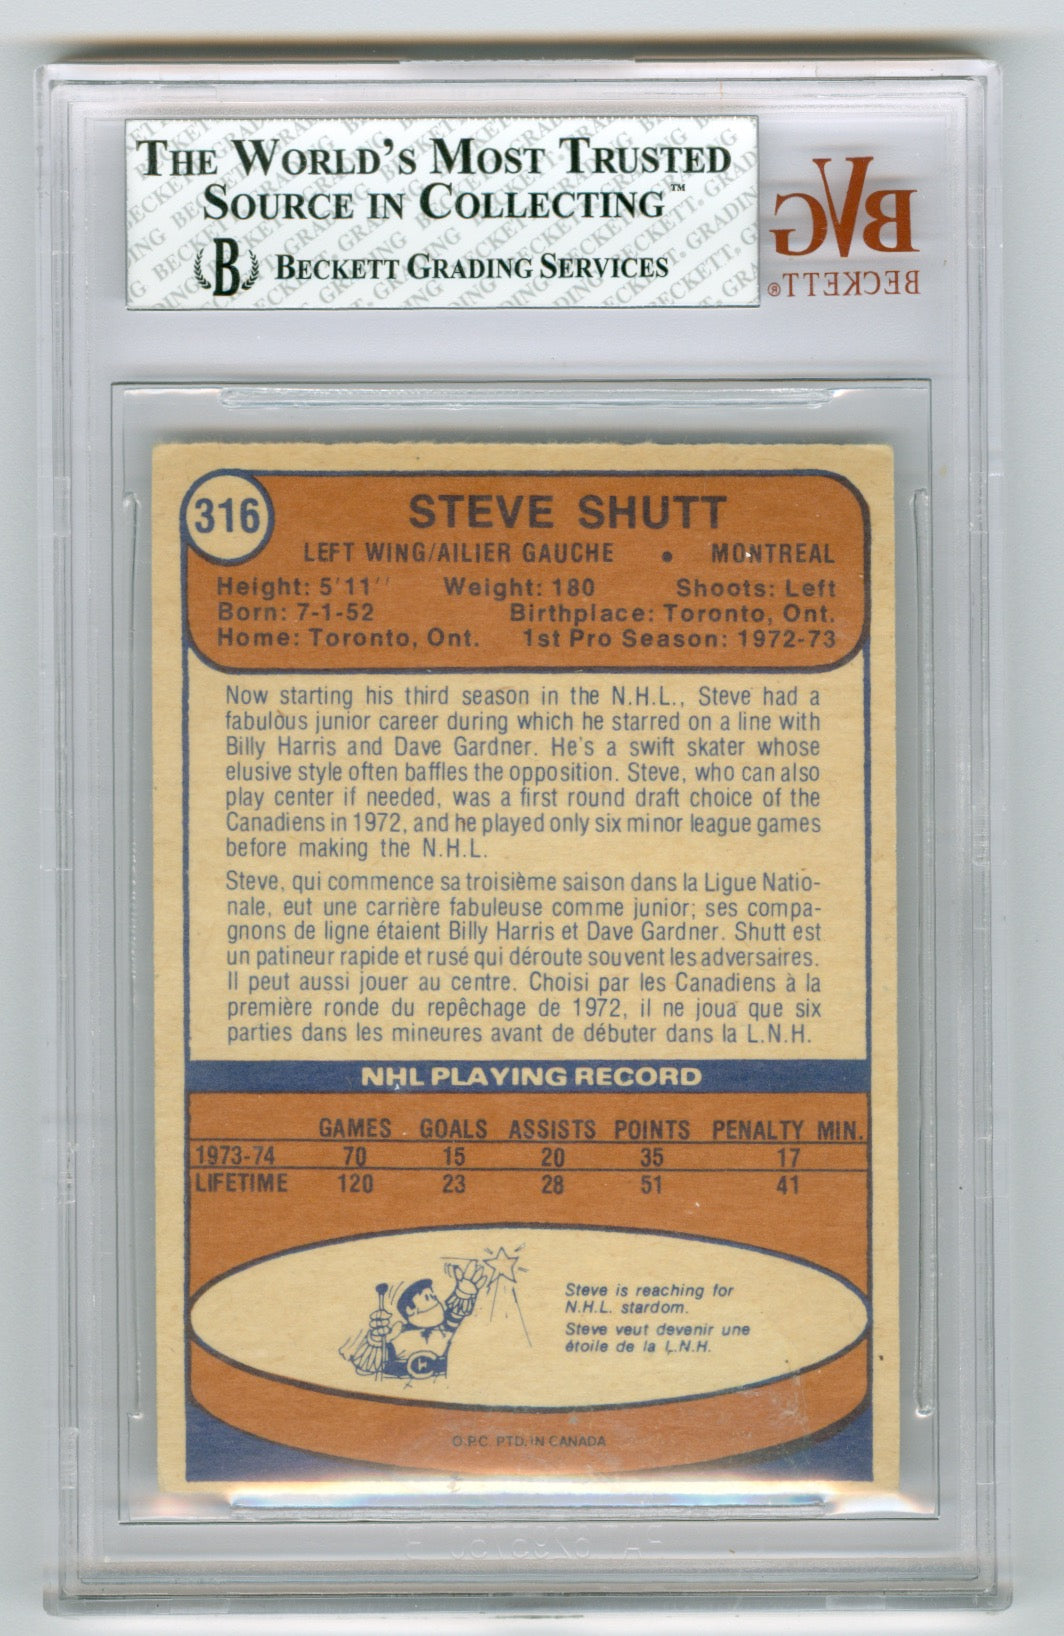 THE WORLD'S MOST TRUSTED
SOURCE IN COLLECTING™
B BECKETT GRADING SERVICES
BVG
BECKETT®
316
STEVE SHUTT
LEFT WING/AILIER GAUCHE • MONTREAL
Height: 5'11'' Weight: 180 Shoots: Left
Born: 7-1-52 Birthplace: Toronto, Ont.
Home: Toronto, Ont. 1st Pro Season: 1972-73
Now starting his third season in the N.H.L., Steve had a
fabulous junior career during which he starred on a line with
Billy Harris and Dave Gardner. He's a swift skater whose
elusive style often baffles the opposition. Steve, who can also
play center if needed, was a first round draft choice of the
Canadiens in 1972, and he played only six minor league games
before making the N.H.L.
Steve, qui commence sa troisième saison dans la Ligue Natio-
nale, eut une carrière fabuleuse comme junior; ses compa-
gnons de ligne étaient Billy Harris et Dave Gardner. Shutt est
un patineur rapide et rusé qui déroute souvent les adversaires.
Il peut aussi jouer au centre. Choisi par les Canadiens à la
première ronde du repêchage de 1972, il ne joua que six
parties dans les mineures avant de débuter dans la L.N.H.
NHL PLAYING RECORD
GAMES GOALS ASSISTS POINTS PENALTY MIN.
1973-74 70 15 20 35 17
LIFETIME 120 23 28 51 41
Steve is reaching for
N.H.L. stardom.
Steve veut devenir une
étoile de la L.N.H.
O.P.C. PTD. IN CANADA